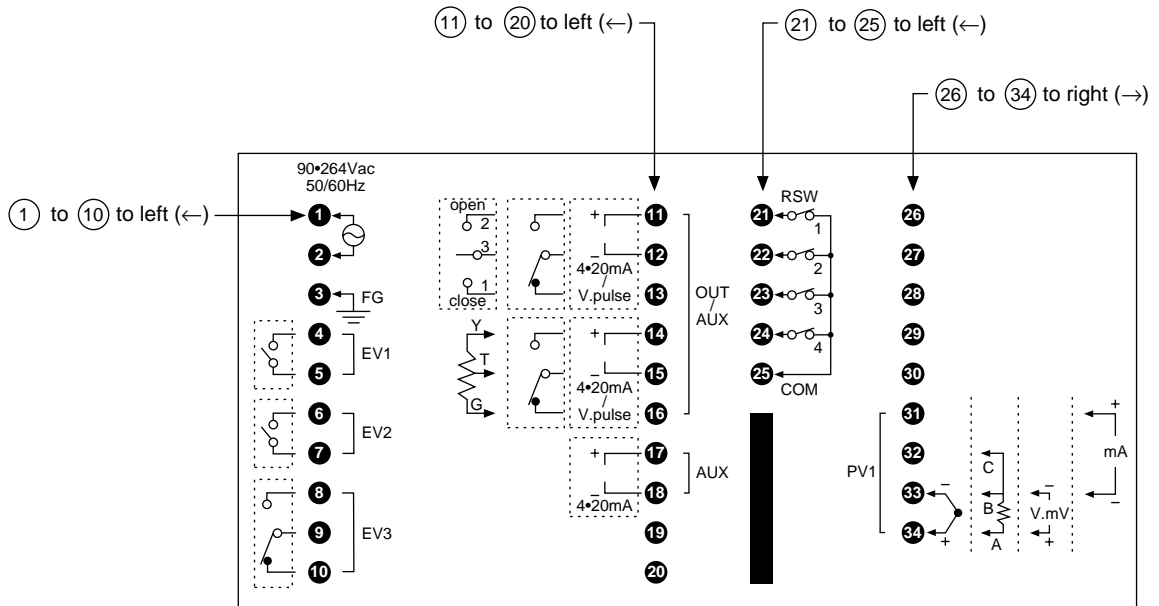 11 to 20 to left (←)
21 to 25 to left (←)
26 to 34 to right (→)
1 to 10 to left (←)
90•264Vac
50/60Hz
1
2
3
FG
4
5
EV1
6
7
EV2
8
9
10
EV3
open
2
3
1
close
Y
T
G
+
−
4•20mA
/
V.pulse
+
−
4•20mA
/
V.pulse
+
−
4•20mA
11
12
13
14
15
16
17
18
19
20
OUT
/
AUX
AUX
RSW
21
1
22
2
23
3
24
4
25
COM
26
27
28
29
30
31
32
33
34
PV1
−
+
C
B
A
−
V.mV
+
+
mA
−